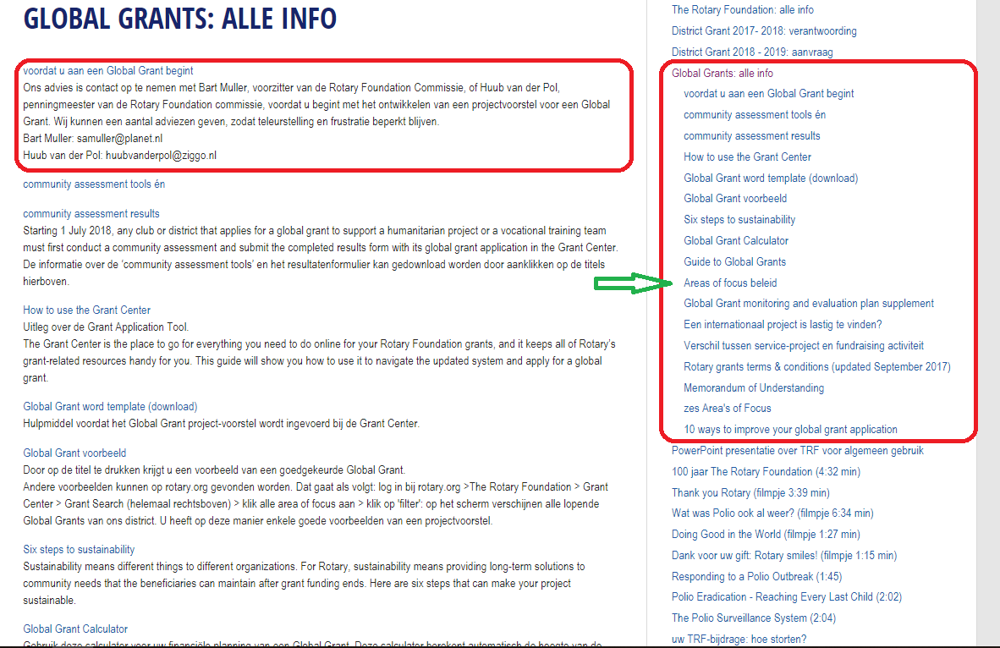 GLOBAL GRANTS: ALLE INFO
voordat u aan een Global Grant begint
Ons advies is contact op te nemen met Bart Muller, voorzitter van de Rotary Foundation Commissie, of Huub van der Pol,
penningmeester van de Rotary Foundation commissie, voordat u begint met het ontwikkelen van een projectvoorstel voor een Global
Grant. Wij kunnen een aantal adviezen geven, zodat teleurstelling en frustratie beperkt blijven.
Bart Muller: samuller@planet.nl
Huub van der Pol: huubvanderpol@ziggo.nl
community assessment tools én
community assessment results
Starting 1 July 2018, any club or district that applies for a global grant to support a humanitarian project or a vocational training team
must first conduct a community assessment and submit the completed results form with its global grant application in the Grant Center.
De informatie over de 'community assessment tools' en het resultatenformulier kan gedownload worden door aanklikken op de titels
hierboven.
How to use the Grant Center
Uitleg over de Grant Application Tool.
The Grant Center is the place to go for everything you need to do online for your Rotary Foundation grants, and it keeps all of Rotary's
grant-related resources handy for you. This guide will show you how to use it to navigate the updated system and apply for a global
grant.
Global Grant word template (download)
Hulpmiddel voordat het Global Grant project-voorstel wordt ingevoerd bij de Grant Center.
Global Grant voorbeeld
Door op de titel te drukken krijgt u een voorbeeld van een goedgekeurde Global Grant.
Andere voorbeelden kunnen op rotary.org gevonden worden. Dat gaat als volgt: log in bij rotary.org >The Rotary Foundation > Grant
Center > Grant Search (helemaal rechtsboven) > klik alle area of focus aan > klik op 'filter': op het scherm verschijnen alle lopende
Global Grants van ons district. U heeft op deze manier enkele goede voorbeelden van een projectvoorstel.
Six steps to sustainability
Sustainability means different things to different organizations. For Rotary, sustainability means providing long-term solutions to
community needs that the beneficiaries can maintain after grant funding ends. Here are six steps that can make your project
sustainable.
Global Grant Calculator
Gebruik deze calculator voor uw financiële planning van een Global Grant. Deze calculator berekent automatisch de hoogte van de
The Rotary Foundation: alle info
District Grant 2017- 2018: verantwoording
District Grant 2018 - 2019: aanvraag
Global Grants: alle info
voordat u aan een Global Grant begint
community assessment tools én
community assessment results
How to use the Grant Center
Global Grant word template (download)
Global Grant voorbeeld
Six steps to sustainability
Global Grant Calculator
Guide to Global Grants
Areas of focus beleid
Global Grant monitoring and evaluation plan supplement
Een internationaal project is lastig te vinden?
Verschil tussen service-project en fundraising activiteit
Rotary grants terms & conditions (updated September 2017)
Memorandum of Understanding
zes Area's of Focus
10 ways to improve your global grant application
PowerPoint presentatie over TRF voor algemeen gebruik
100 jaar The Rotary Foundation (4:32 min)
Thank you Rotary (filmpje 3:39 min)
Wat was Polio ook al weer? (filmpje 6:34 min)
Doing Good in the World (filmpje 1:27 min)
Dank voor uw gift: Rotary smiles! (filmpje 1:15 min)
Responding to a Polio Outbreak (1:45)
Polio Eradication - Reaching Every Last Child (2:02)
The Polio Surveillance System (2:04)
uw TRF-bijdrage: hoe storten?